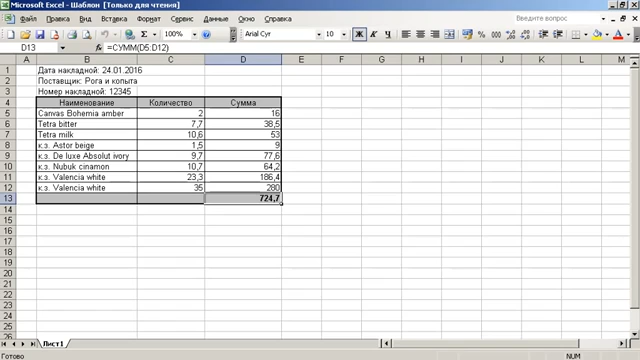 Microsoft Excel - Шаблон [Только для чтения]
Файл Правка Вид Вставка Формат Сервис Данные Окно Справка
Введите вопрос
Σ 100% Arial Cyr 10 Ж К Ч
D13 fx =СУММ(D5:D12)
A B C D E F G H I J K L M
1 Дата накладной: 24.01.2016
2 Поставщик: Рога и копыта
3 Номер накладной: 12345
4 Наименование Количество Сумма
5 Canvas Bohemia amber 2 16
6 Tetra bitter 7,7 38,5
7 Tetra milk 10,6 53
8 к.з. Astor beige 1,5 9
9 к.з. De luxe Absolut ivory 9,7 77,6
10 к.з. Nubuk cinamon 10,7 64,2
11 к.з. Valencia white 23,3 186,4
12 к.з. Valencia white 35 280
13 724,7
14
15
16
17
18
19
20
21
22
23
24
25
26
Лист1
Готово NUM